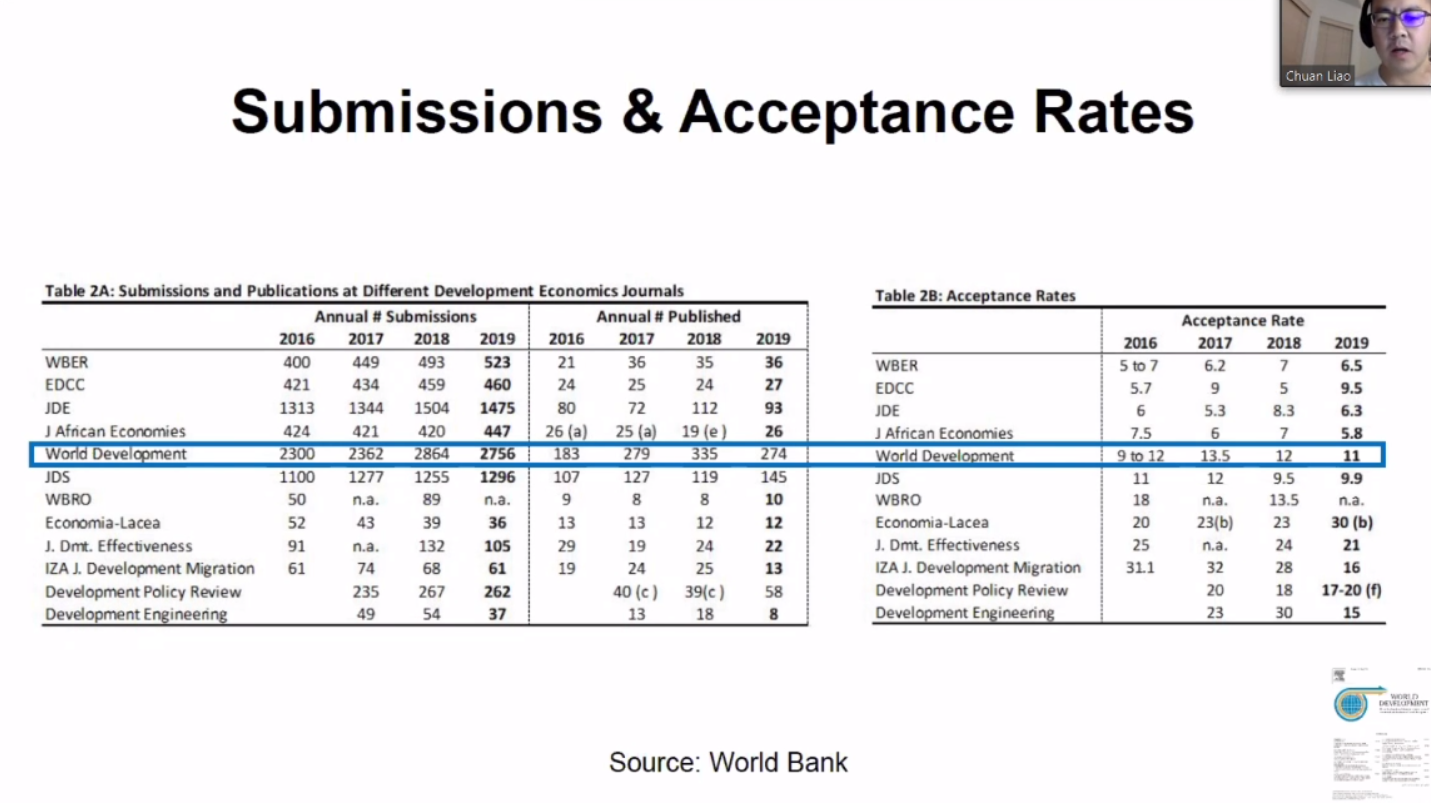 Chuan Liao
Submissions & Acceptance Rates
Table 2A: Submissions and Publications at Different Development Economics Journals
Annual # Submissions Annual # Published
2016 2017 2018 2019 2016 2017 2018 2019
WBER 400 449 493 523 21 36 35 36
EDCC 421 434 459 460 24 25 24 27
JDE 1313 1344 1504 1475 80 72 112 93
J African Economies 424 421 420 447 26 (a) 25 (a) 19 (e ) 26
World Development 2300 2362 2864 2756 183 279 335 274
JDS 1100 1277 1255 1296 107 127 119 145
WBRO 50 n.a. 89 n.a. 9 8 8 10
Economia-Lacea 52 43 39 36 13 13 12 12
J. Dmt. Effectiveness 91 n.a. 132 105 29 19 24 22
IZA J. Development Migration 61 74 68 61 19 24 25 13
Development Policy Review 235 267 262 40 (c ) 39(c ) 58
Development Engineering 49 54 37 13 18 8
Table 2B: Acceptance Rates
Acceptance Rate
2016 2017 2018 2019
WBER 5 to 7 6.2 7 6.5
EDCC 5.7 9 5 9.5
JDE 6 5.3 8.3 6.3
J African Economies 7.5 6 7 5.8
World Development 9 to 12 13.5 12 11
JDS 11 12 9.5 9.9
WBRO 18 n.a. 13.5 n.a.
Economia-Lacea 20 23(b) 23 30 (b)
J. Dmt. Effectiveness 25 n.a. 24 21
IZA J. Development Migration 31.1 32 28 16
Development Policy Review 20 18 17-20 (f)
Development Engineering 23 30 15
WORLD
DEVELOPMENT
Source: World Bank